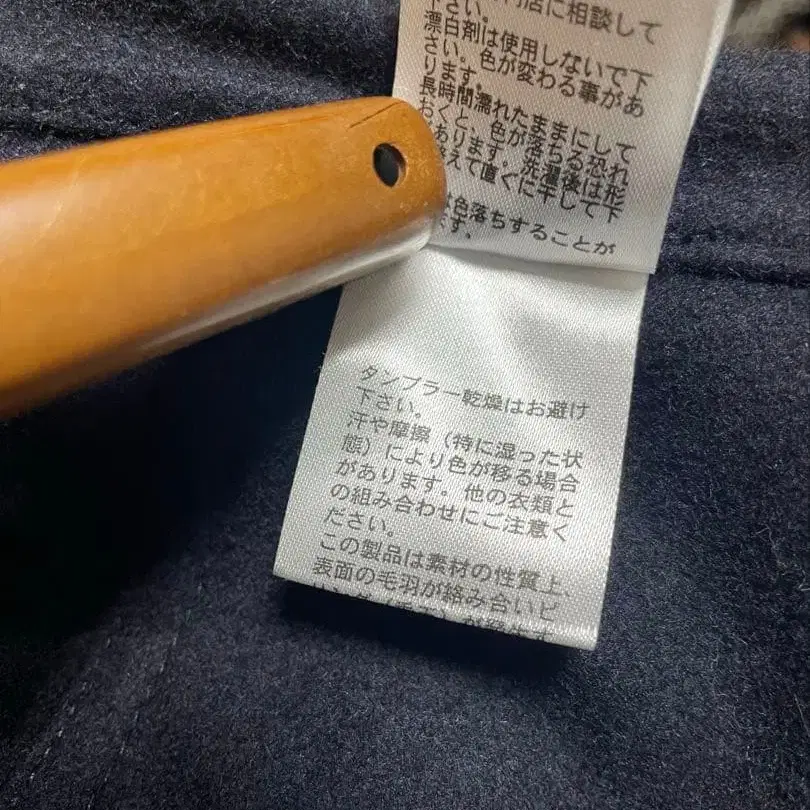 門店に相談して
下さい。
漂白剤は使用しないで下
さい。色が変わる事があ
ります。
長時間濡れたままにして
おくと、色が落ちる恐れ
あります。洗濯後は形
えて直ぐに干して下
は色落ちすることが
ます。
タンブラー乾燥はお避け
下さい。
汗や摩擦（特に湿った状
態）により色が移る場合
があります。他の衣類と
の組み合わせにご注意く
ださい。
この製品は素材の性質上、
表面の毛羽が絡み合いピ